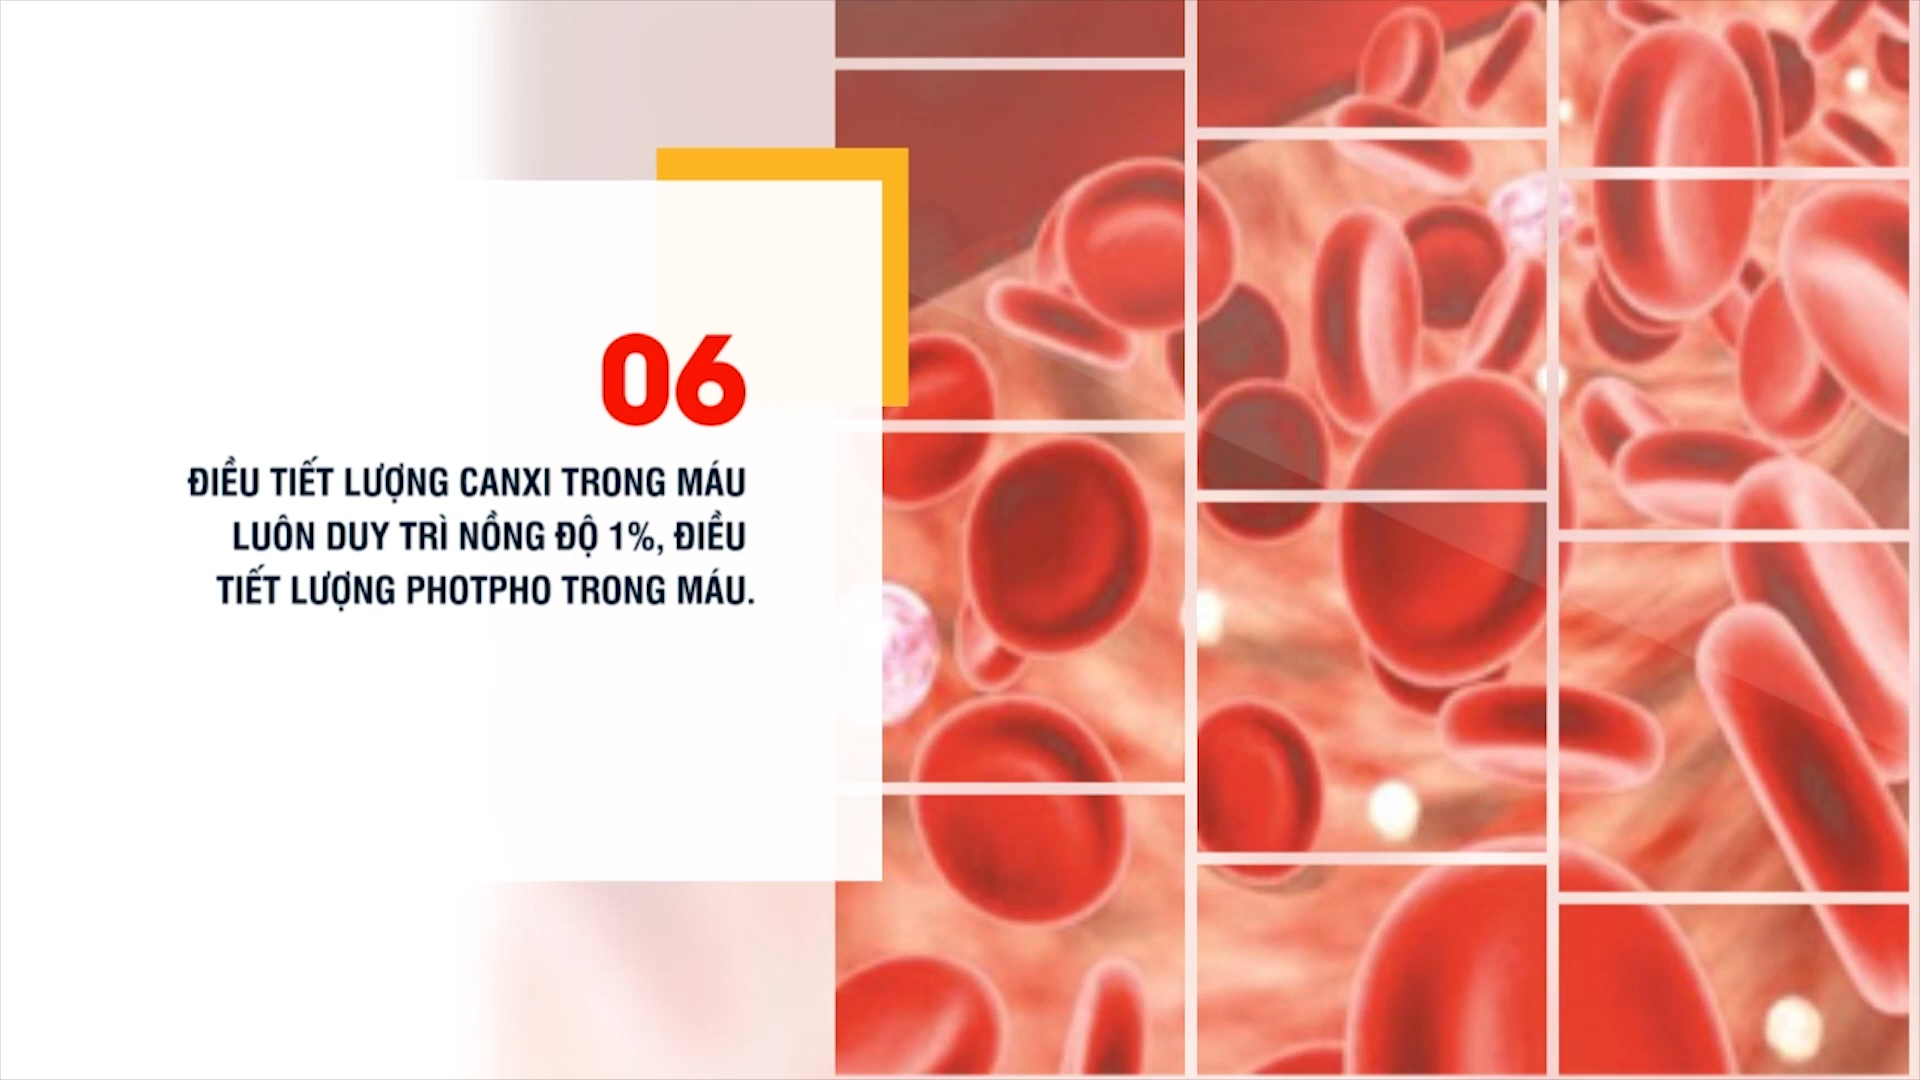 06
ĐIỀU TIẾT LƯỢNG CANXI TRONG MÁU
LUÔN DUY TRÌ NỒNG ĐỘ 1%, ĐIỀU
TIẾT LƯỢNG PHOTPHO TRONG MÁU.